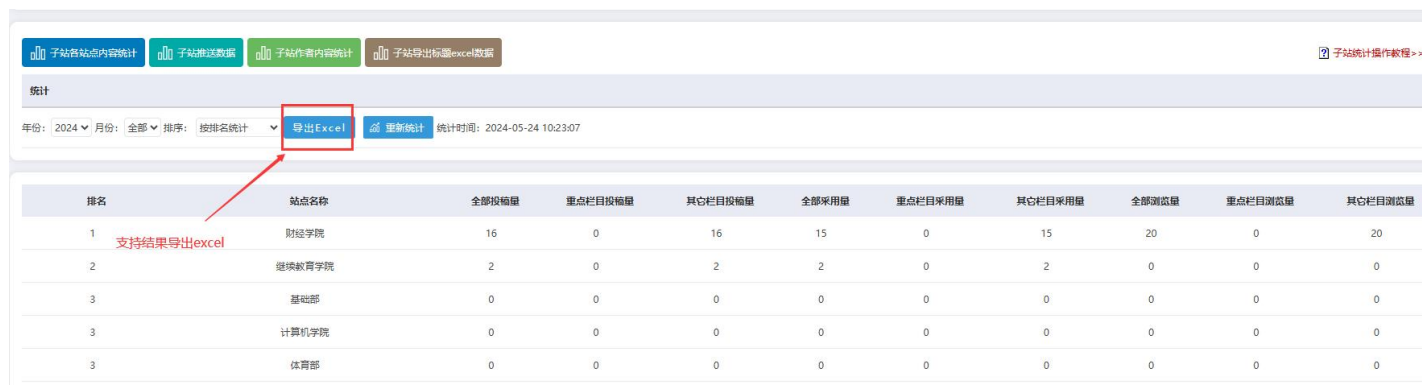 子站各站点内容统计 子站推送数据 子站作者内容统计 子站导出标题excel数据 子站统计操作教程>>
统计
年份: 2024 月份: 全部 排序: 按排名统计 导出Excel 重新统计 统计时间: 2024-05-24 10:23:07
排名 站点名称 全部投稿量 重点栏目投稿量 其它栏目投稿量 全部采用量 重点栏目采用量 其它栏目采用量 全部浏览量 重点栏目浏览量 其它栏目浏览量
1 财经学院 16 0 16 15 0 15 20 0 20
支持结果导出excel
2 继续教育学院 2 0 2 2 0 2 0 0 0
3 基础部 0 0 0 0 0 0 0 0 0
3 计算机学院 0 0 0 0 0 0 0 0 0
3 体育部 0 0 0 0 0 0 0 0 0